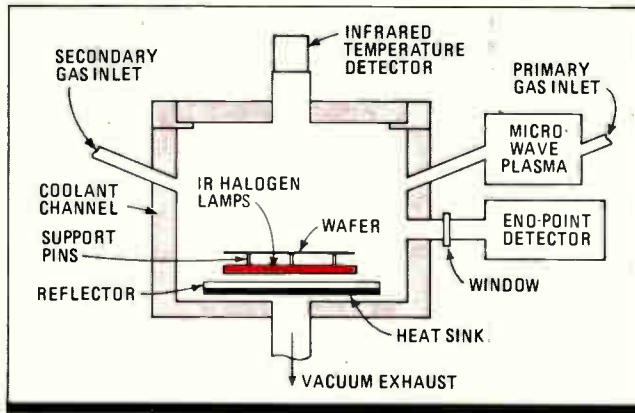 INFRARED
TEMPERATURE
DETECTOR
SECONDARY
GAS INLET
PRIMARY
GAS INLET
MICRO-
WAVE
PLASMA
COOLANT
CHANNEL
IR HALOGEN
LAMPS
WAFER
END-POINT
DETECTOR
SUPPORT
PINS
WINDOW
REFLECTOR
HEAT SINK
VACUUM EXHAUST